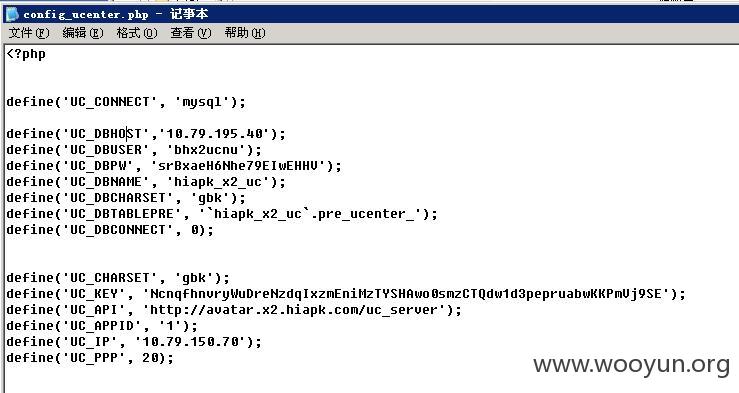 config_ucenter.php - 记事本
文件(F) 编辑(E) 格式(O) 查看(V) 帮助(H)
<?php
define('UC_CONNECT', 'mysql');
define('UC_DBHOST','10.79.195.40');
define('UC_DBUSER', 'bhx2ucnu');
define('UC_DBPW', 'srBxaeH6Nhe79EIwEHHV');
define('UC_DBNAME', 'hiapk_x2_uc');
define('UC_DBCHARSET', 'gbk');
define('UC_DBTABLEPRE', '`hiapk_x2_uc`.pre_ucenter_');
define('UC_DBCONNECT', 0);
define('UC_CHARSET', 'gbk');
define('UC_KEY', 'NcnqfhnvryWuDreNzdqIxzmEniMzTYSHAwo0smzCTQdw1d3pepruabwKKPmVj9SE');
define('UC_API', 'http://avatar.x2.hiapk.com/uc_server');
define('UC_APPID', '1');
define('UC_IP', '10.79.150.70');
define('UC_PPP', 20);
www.wooyun.org